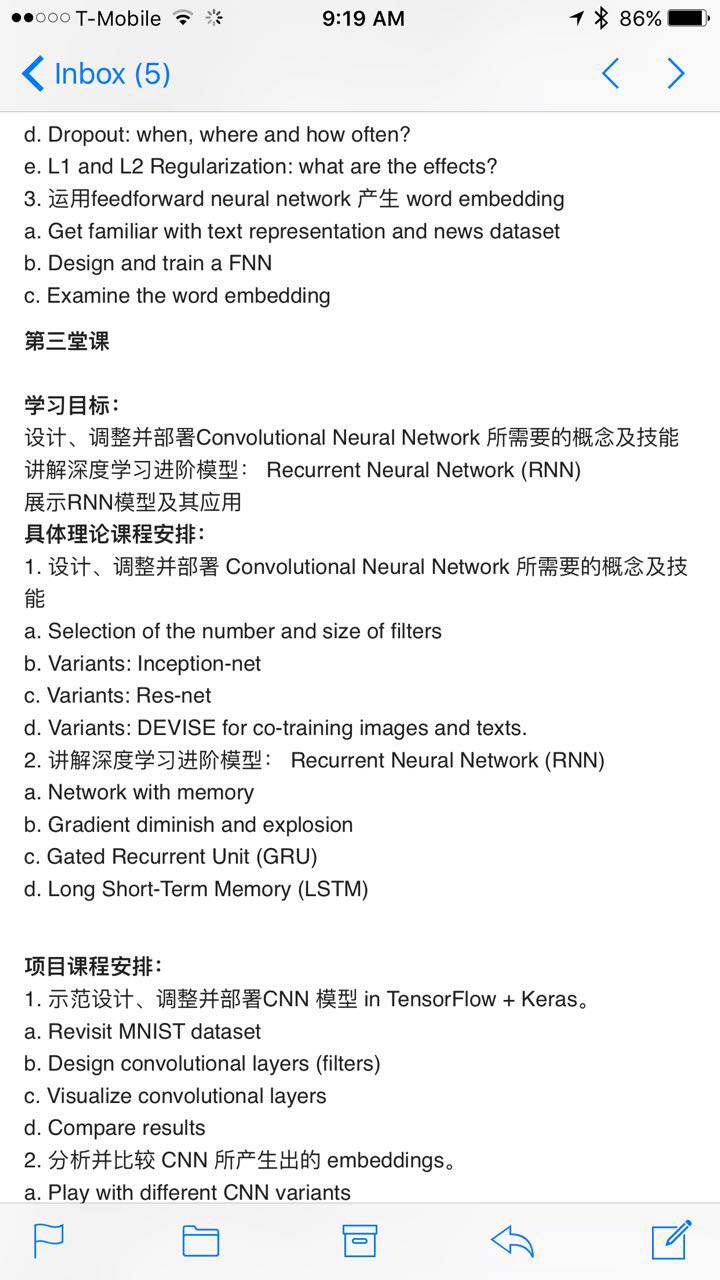 T-Mobile 9:19 AM 86%
Inbox (5)
d. Dropout: when, where and how often?
e. L1 and L2 Regularization: what are the effects?
3. 运用feedforward neural network 产生 word embedding
a. Get familiar with text representation and news dataset
b. Design and train a FNN
c. Examine the word embedding
第三堂课
学习目标：
设计、调整并部署Convolutional Neural Network 所需要的概念及技能
讲解深度学习进阶模型： Recurrent Neural Network (RNN)
展示RNN模型及其应用
具体理论课程安排：
1. 设计、调整并部署 Convolutional Neural Network 所需要的概念及技
能
a. Selection of the number and size of filters
b. Variants: Inception-net
c. Variants: Res-net
d. Variants: DEVISE for co-training images and texts.
2. 讲解深度学习进阶模型： Recurrent Neural Network (RNN)
a. Network with memory
b. Gradient diminish and explosion
c. Gated Recurrent Unit (GRU)
d. Long Short-Term Memory (LSTM)
项目课程安排：
1. 示范设计、调整并部署CNN 模型 in TensorFlow + Keras。
a. Revisit MNIST dataset
b. Design convolutional layers (filters)
c. Visualize convolutional layers
d. Compare results
2. 分析并比较 CNN 所产生出的 embeddings。
a. Play with different CNN variants